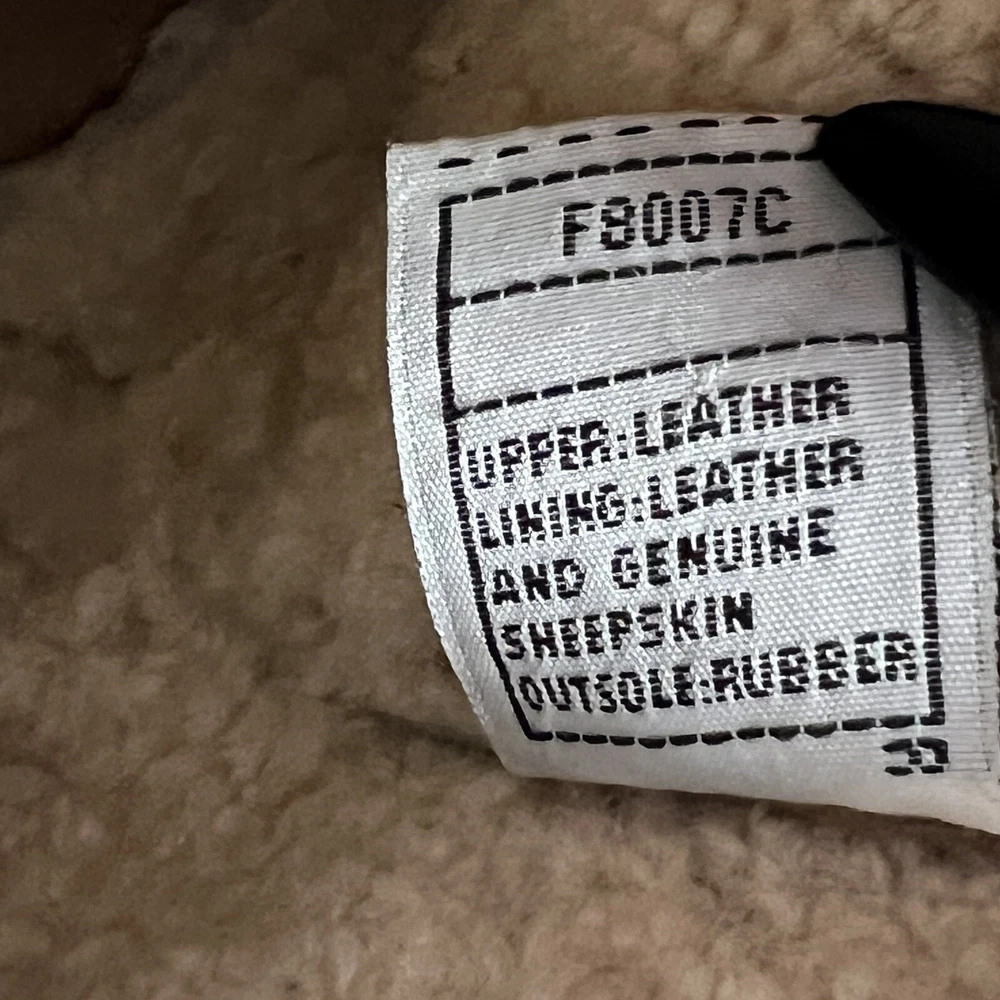 F8007C
UPPER:LEATHER
LINING:LEATHER
AND GENUINE
SHEEPSKIN
OUTSOLE:RUBBER